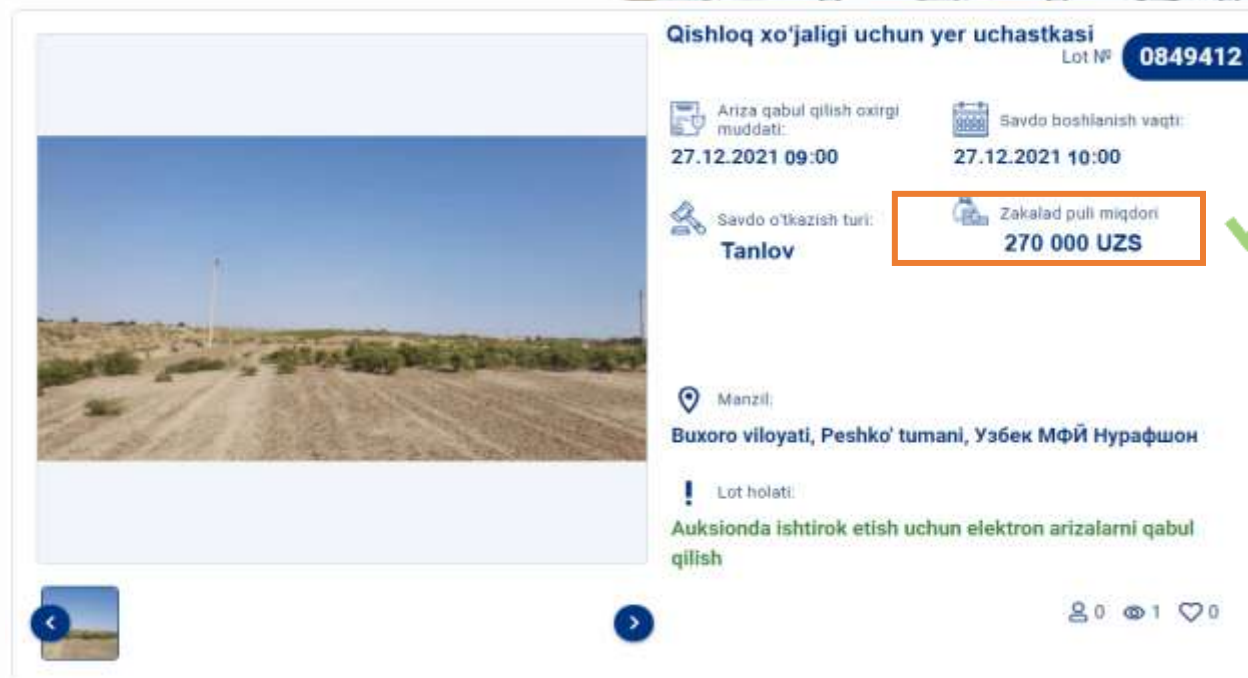 Qishloq xo'jaligi uchun yer uchastkasi
Lot № 0849412
Ariza qabul qilish oxirgi
muddati:
27.12.2021 09:00
Savdo boshlanish vaqti:
27.12.2021 10:00
Savdo o'tkazish turi:
Tanlov
Zakalad puli miqdori
270 000 UZS
Manzil:
Buxoro viloyati, Peshko' tumani, Узбек МФЙ Нурафшон
Lot holati:
Auksionda ishtirok etish uchun elektron arizalarni qabul
qilish
0 1 0